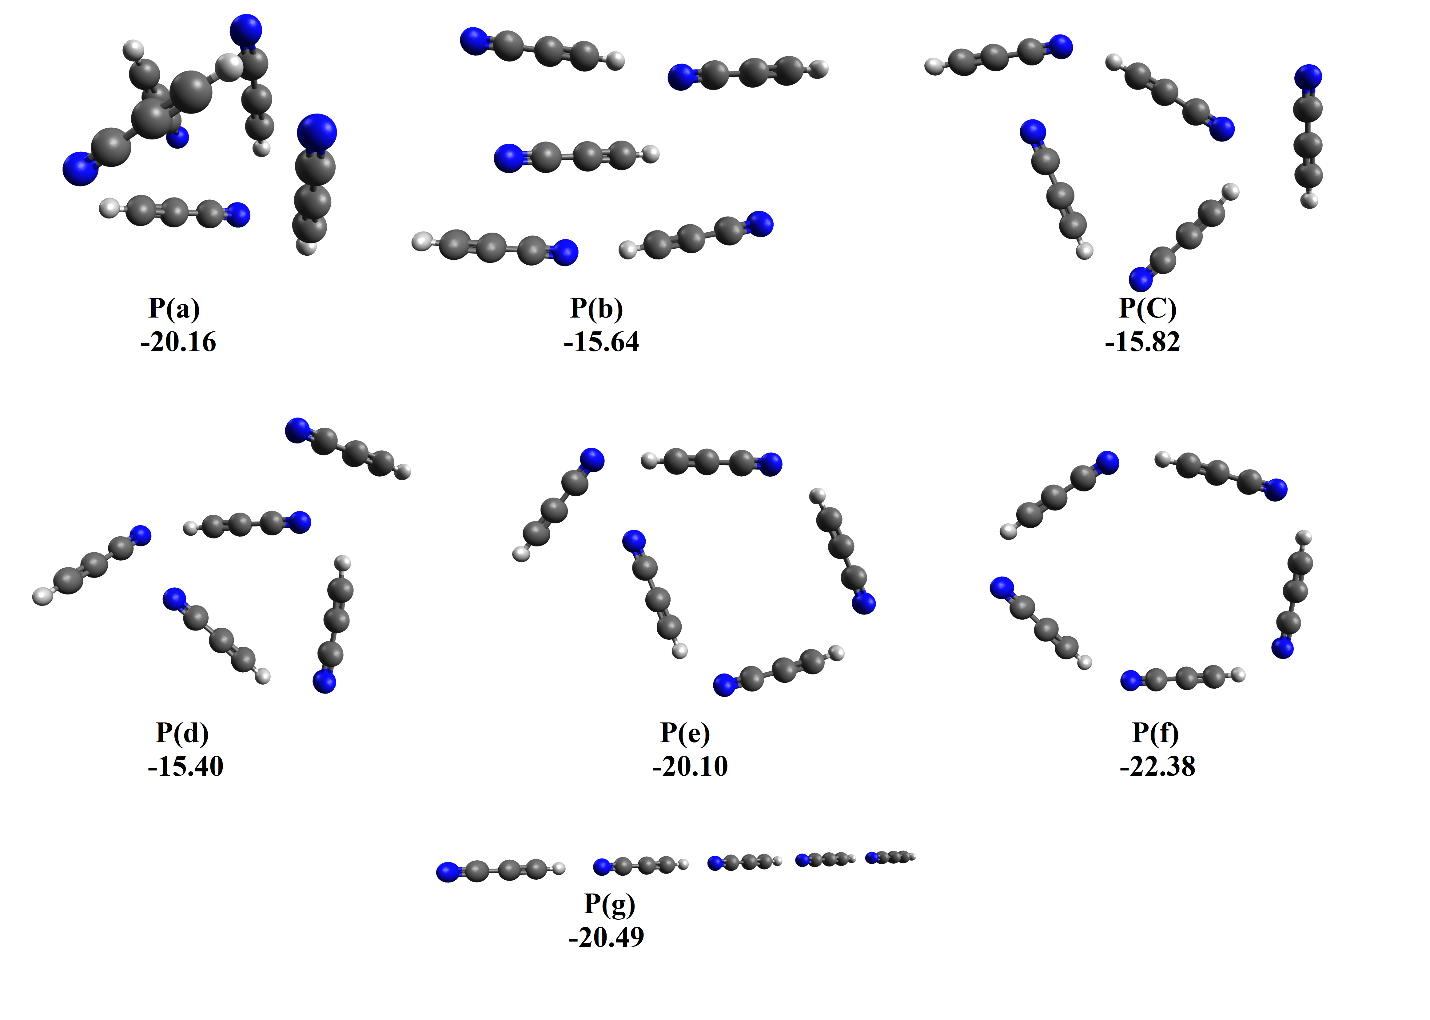 P(a)
-20.16
P(b)
-15.64
P(C)
-15.82
P(d)
-15.40
P(e)
-20.10
P(f)
-22.38
P(g)
-20.49